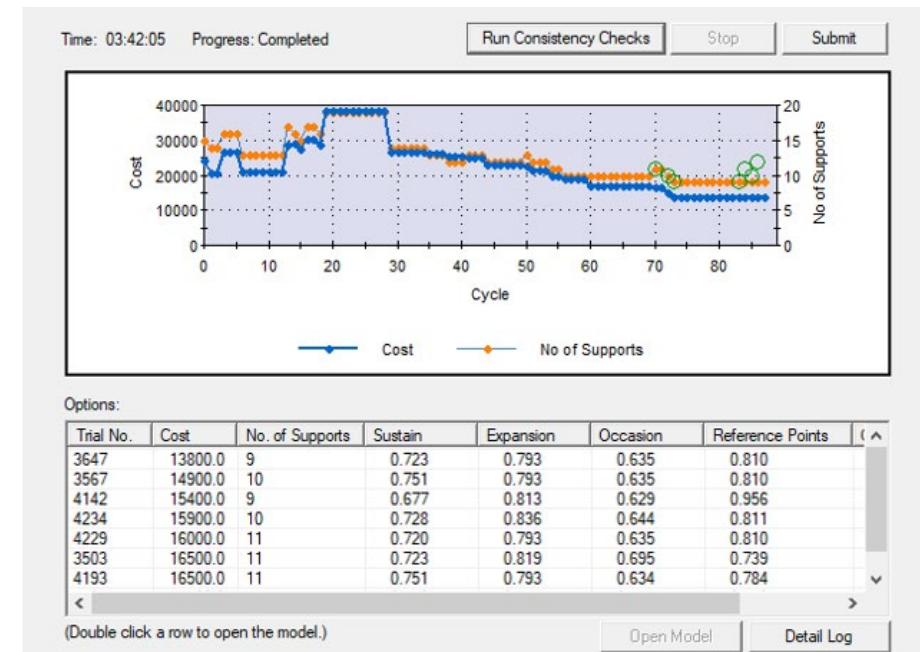 Time: 03:42:05 Progress: Completed Run Consistency Checks Stop Submit
40000 20
30000 15
20000 10
10000 5
0 0
Cost
No of Supports
0 10 20 30 40 50 60 70 80
Cycle
Cost No of Supports
Options:
Trial No. Cost No. of Supports Sustain Expansion Occasion Reference Points
3647 13800.0 9 0.723 0.793 0.635 0.810
3567 14900.0 10 0.751 0.793 0.635 0.810
4142 15400.0 9 0.677 0.813 0.629 0.956
4234 15900.0 10 0.728 0.836 0.644 0.811
4229 16000.0 11 0.720 0.793 0.635 0.810
3503 16500.0 11 0.723 0.819 0.695 0.739
4193 16500.0 11 0.751 0.793 0.634 0.784
(Double click a row to open the model.) Open Model Detail Log